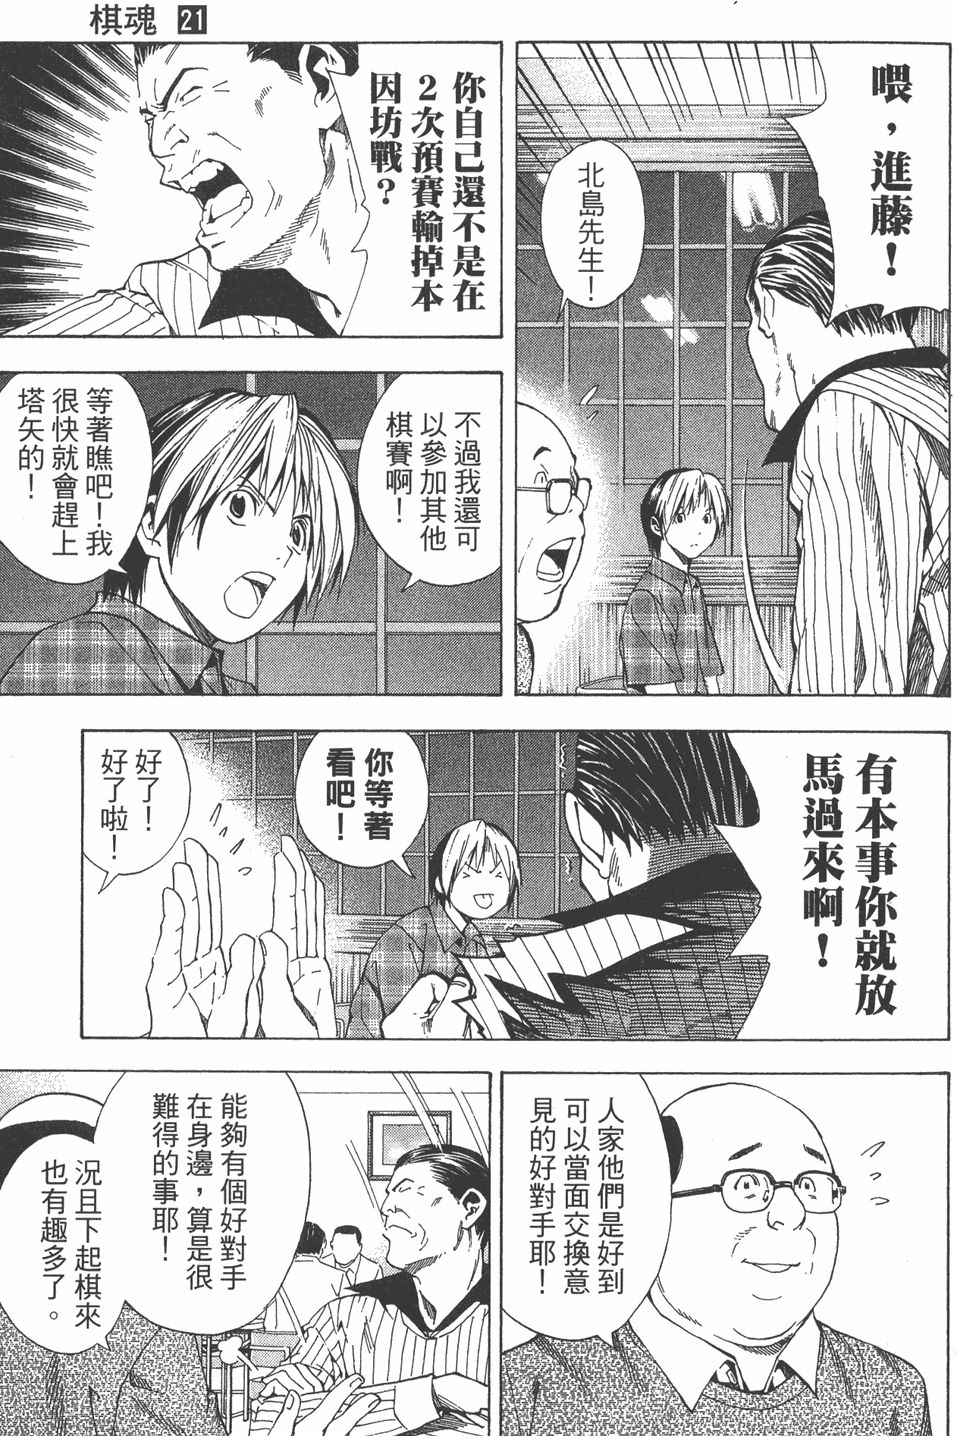 棋魂 21
喂，進藤！
北島先生！
你自己還不是在
2次預賽輸掉本
因坊戰？
不過我還可
以參加其他
棋賽啊！
等著瞧吧！我
很快就會趕上
塔矢的！
有本事你就放
馬過來啊！
你等著
看吧！
好了！
好了啦！
人家他們是好到
可以當面交換意
見的好對手耶！
能夠有個好對手
在身邊，算是很
難得的事耶！
況且下起棋來
也有趣多了。